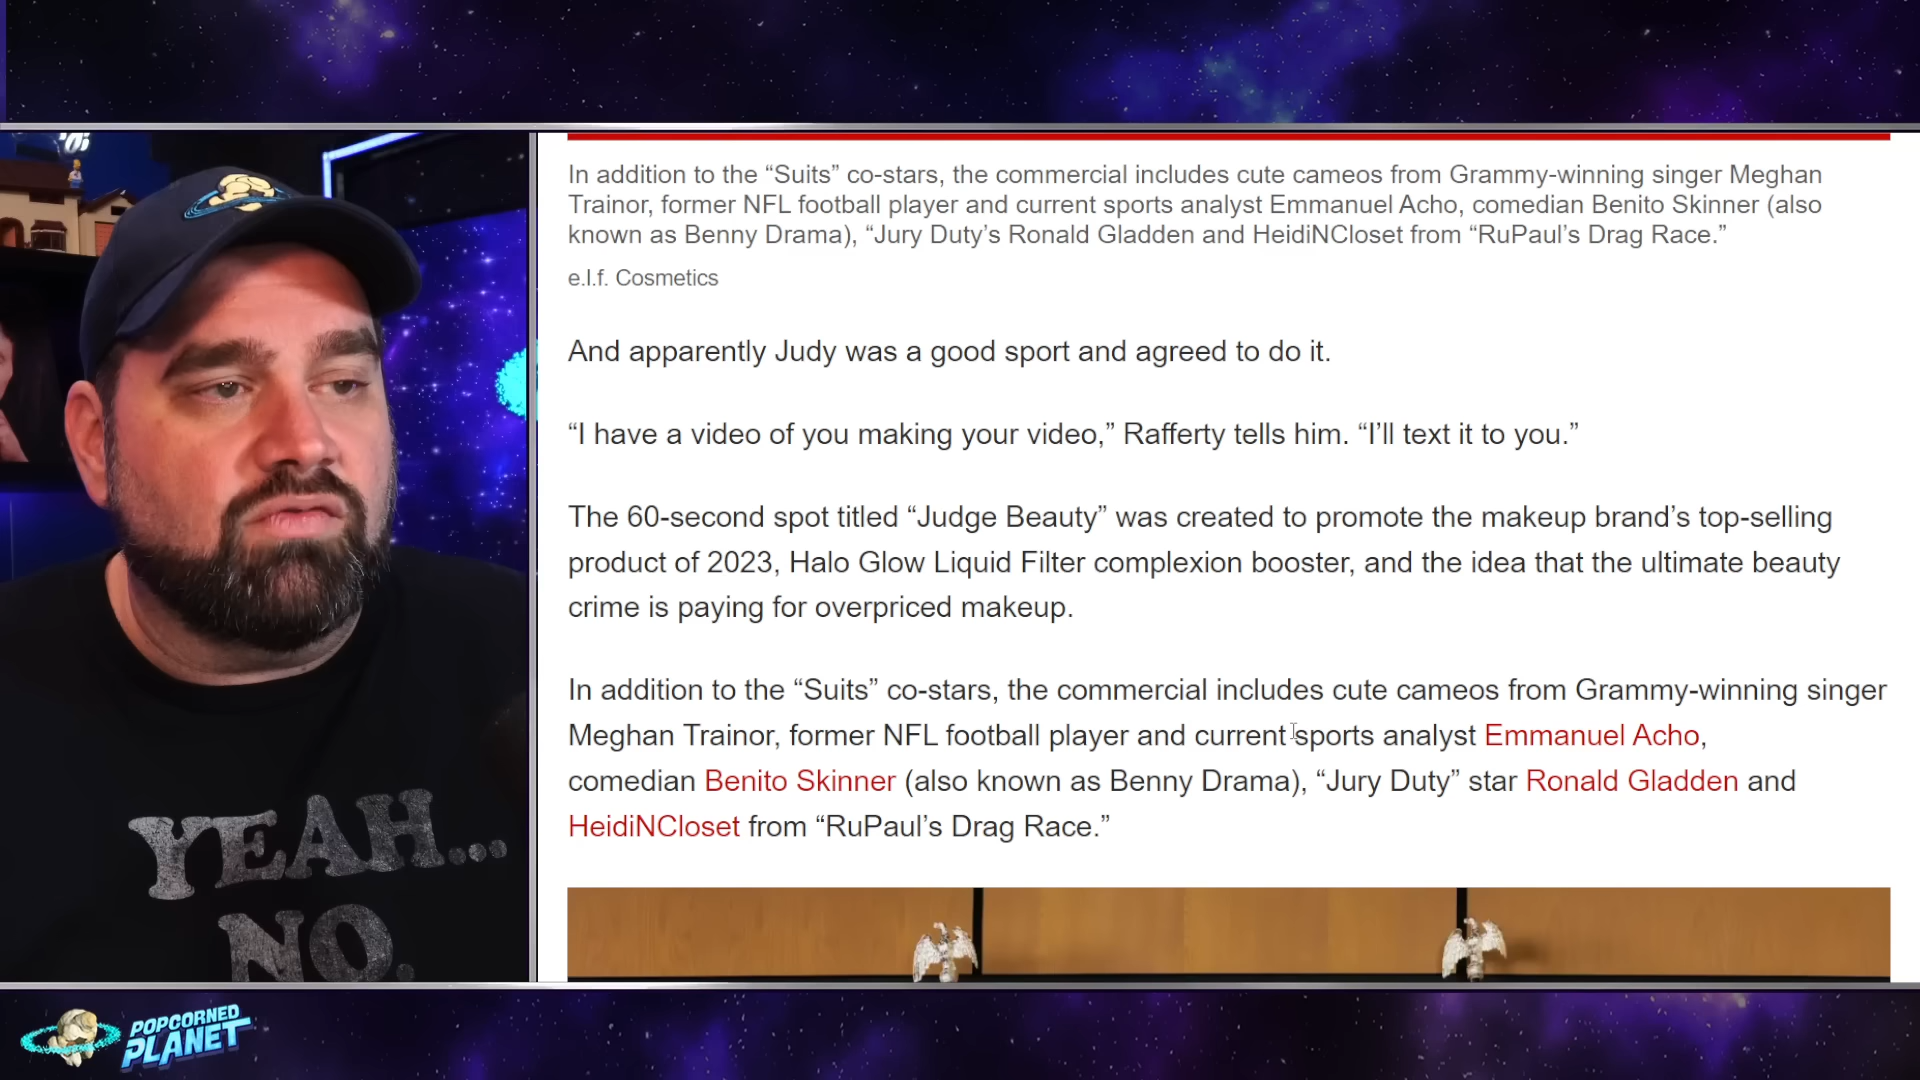 In addition to the “Suits” co-stars, the commercial includes cute cameos from Grammy-winning singer Meghan
Trainor, former NFL football player and current sports analyst Emmanuel Acho, comedian Benito Skinner (also
known as Benny Drama), “Jury Duty’s Ronald Gladden and HeidiNCloset from “RuPaul’s Drag Race.”
e.l.f. Cosmetics
And apparently Judy was a good sport and agreed to do it.
“I have a video of you making your video,” Rafferty tells him. “I’ll text it to you.”
The 60-second spot titled “Judge Beauty” was created to promote the makeup brand’s top-selling
product of 2023, Halo Glow Liquid Filter complexion booster, and the idea that the ultimate beauty
crime is paying for overpriced makeup.
In addition to the “Suits” co-stars, the commercial includes cute cameos from Grammy-winning singer
Meghan Trainor, former NFL football player and current sports analyst Emmanuel Acho,
comedian Benito Skinner (also known as Benny Drama), “Jury Duty” star Ronald Gladden and
HeidiNCloset from “RuPaul’s Drag Race.”
YEAH...
NO.
POPCORNED
PLANET